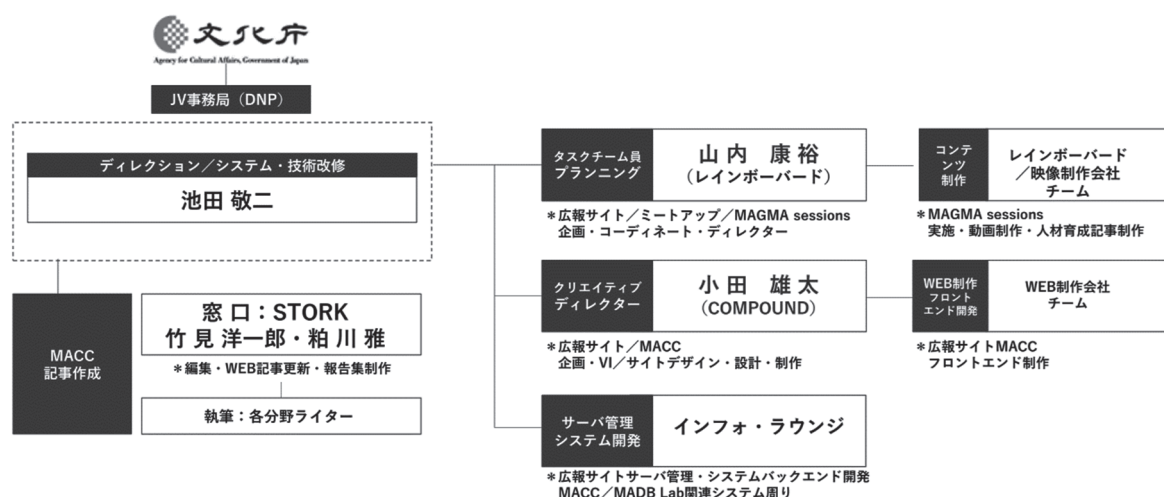 文化庁
Agency for Cultural Affairs, Government of Japan
JV事務局（DNP）
ディレクション／システム・技術改修
池田 敬二
MACC
記事作成
窓 口：STORK
竹 見 洋一郎・粕 川 雅
＊編集・WEB記事更新・報告集制作
執筆：各分野ライター
タスクチーム員
プランニング
山 内　康 裕
（レインボーバード）
＊広報サイト／ミートアップ／MAGMA sessions
企画・コーディネート・ディレクター
コンテ
ンツ
制作
レインボーバード
／映像制作会社
チーム
＊MAGMA sessions
実施・動画制作・人材育成記事制作
クリエイティブ
ディレクター
小 田　雄 太
（COMPOUND）
＊広報サイト／MACC
企画・VI／サイトデザイン・設計・制作
WEB制作
フロント
エンド開発
WEB制作会社
チーム
＊広報サイトMACC
フロントエンド制作
サーバ管理
システム開発
インフォ・ラウンジ
＊広報サイトサーバ管理・システムバックエンド開発
MACC／MADB Lab関連システム周り